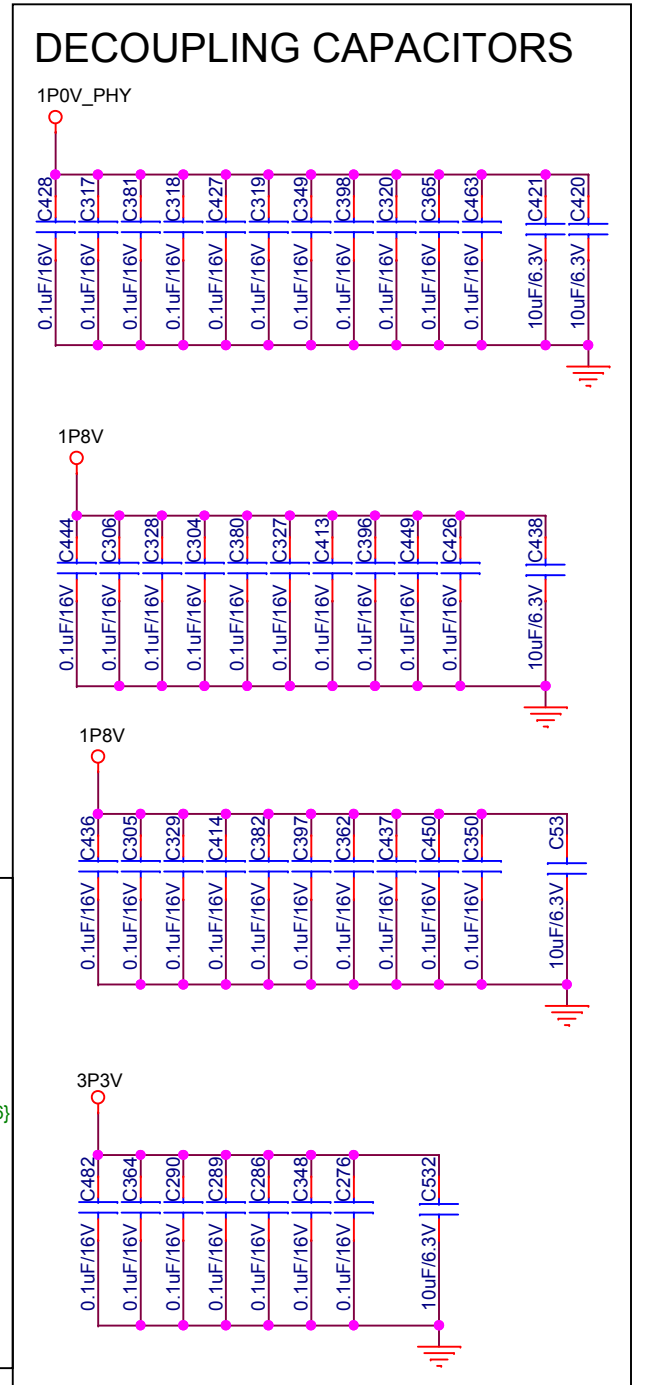 DECOUPLING CAPACITORS
1P0V_PHY
C428 C317 C381 C318 C427 C319 C349 C398 C320 C365 C463 C421 C420
0.1uF/16V 0.1uF/16V 0.1uF/16V 0.1uF/16V 0.1uF/16V 0.1uF/16V 0.1uF/16V 0.1uF/16V 0.1uF/16V 0.1uF/16V 0.1uF/16V 10uF/6.3V 10uF/6.3V
1P8V
C444 C306 C328 C304 C380 C327 C413 C396 C449 C426 C438
0.1uF/16V 0.1uF/16V 0.1uF/16V 0.1uF/16V 0.1uF/16V 0.1uF/16V 0.1uF/16V 0.1uF/16V 0.1uF/16V 0.1uF/16V 10uF/6.3V
1P8V
C436 C305 C329 C414 C382 C397 C362 C437 C450 C350 C53
0.1uF/16V 0.1uF/16V 0.1uF/16V 0.1uF/16V 0.1uF/16V 0.1uF/16V 0.1uF/16V 0.1uF/16V 0.1uF/16V 0.1uF/16V 10uF/6.3V
3P3V
6}
C482 C364 C290 C289 C286 C348 C276 C532
0.1uF/16V 0.1uF/16V 0.1uF/16V 0.1uF/16V 0.1uF/16V 0.1uF/16V 0.1uF/16V 10uF/6.3V